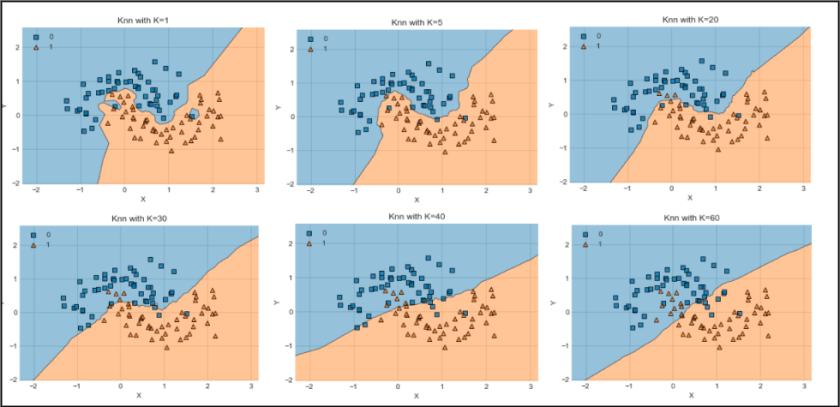 Knn with K=1
0
1
2
1
0
−1
−2
Y
−2 −1 0 1 2 3
X
Knn with K=5
0
1
2
1
0
−1
−2
Y
−2 −1 0 1 2 3
X
Knn with K=20
0
1
2
1
0
−1
−2
Y
−2 −1 0 1 2 3
X
Knn with K=30
0
1
2
1
0
−1
−2
−2 −1 0 1 2 3
X
Knn with K=40
0
1
2
1
0
−1
−2
Y
−2 −1 0 1 2 3
X
Knn with K=60
0
1
2
1
0
−1
−2
Y
−2 −1 0 1 2 3
X